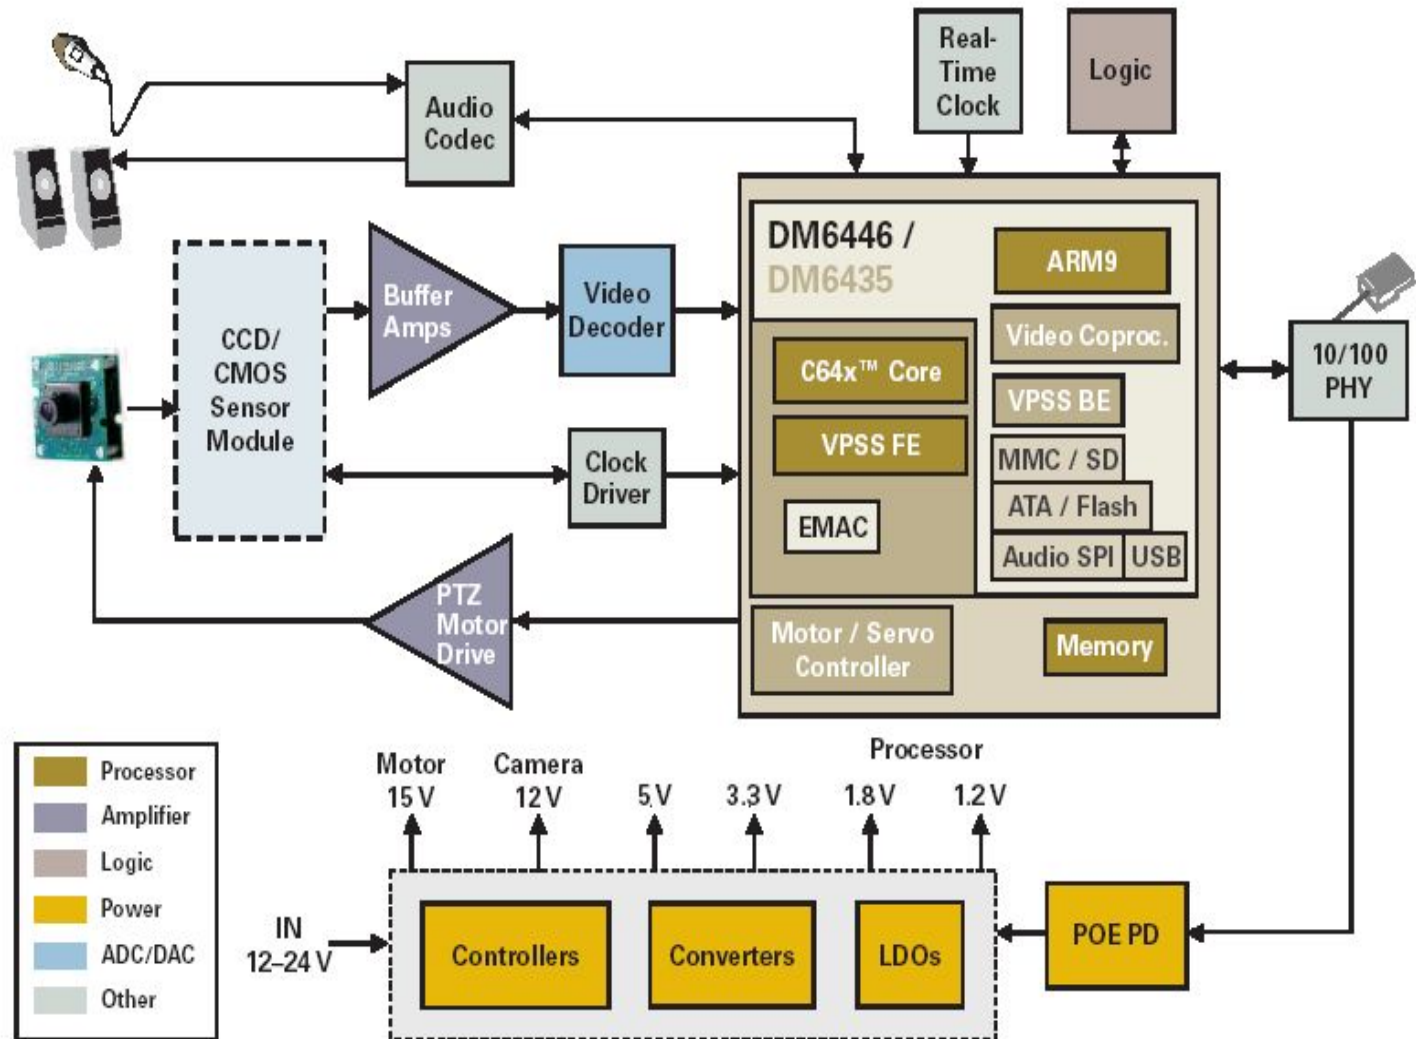 Real-
Time
Clock
Logic
Audio
Codec
DM6446 /
DM6435
ARM9
Buffer
Amps
Video
Decoder
Video Coproc.
CCD/
CMOS
Sensor
Module
C64x™ Core
10/100
PHY
VPSS BE
VPSS FE
MMC / SD
Clock
Driver
ATA / Flash
EMAC
Audio SPI
USB
PTZ
Motor
Drive
Motor / Servo
Controller
Memory
Processor
Amplifier
Logic
Power
ADC/DAC
Other
Motor
15 V
Camera
12 V
5 V
3.3 V
Processor
1.8 V
1.2 V
IN
12–24 V
Controllers
Converters
LDOs
POE PD